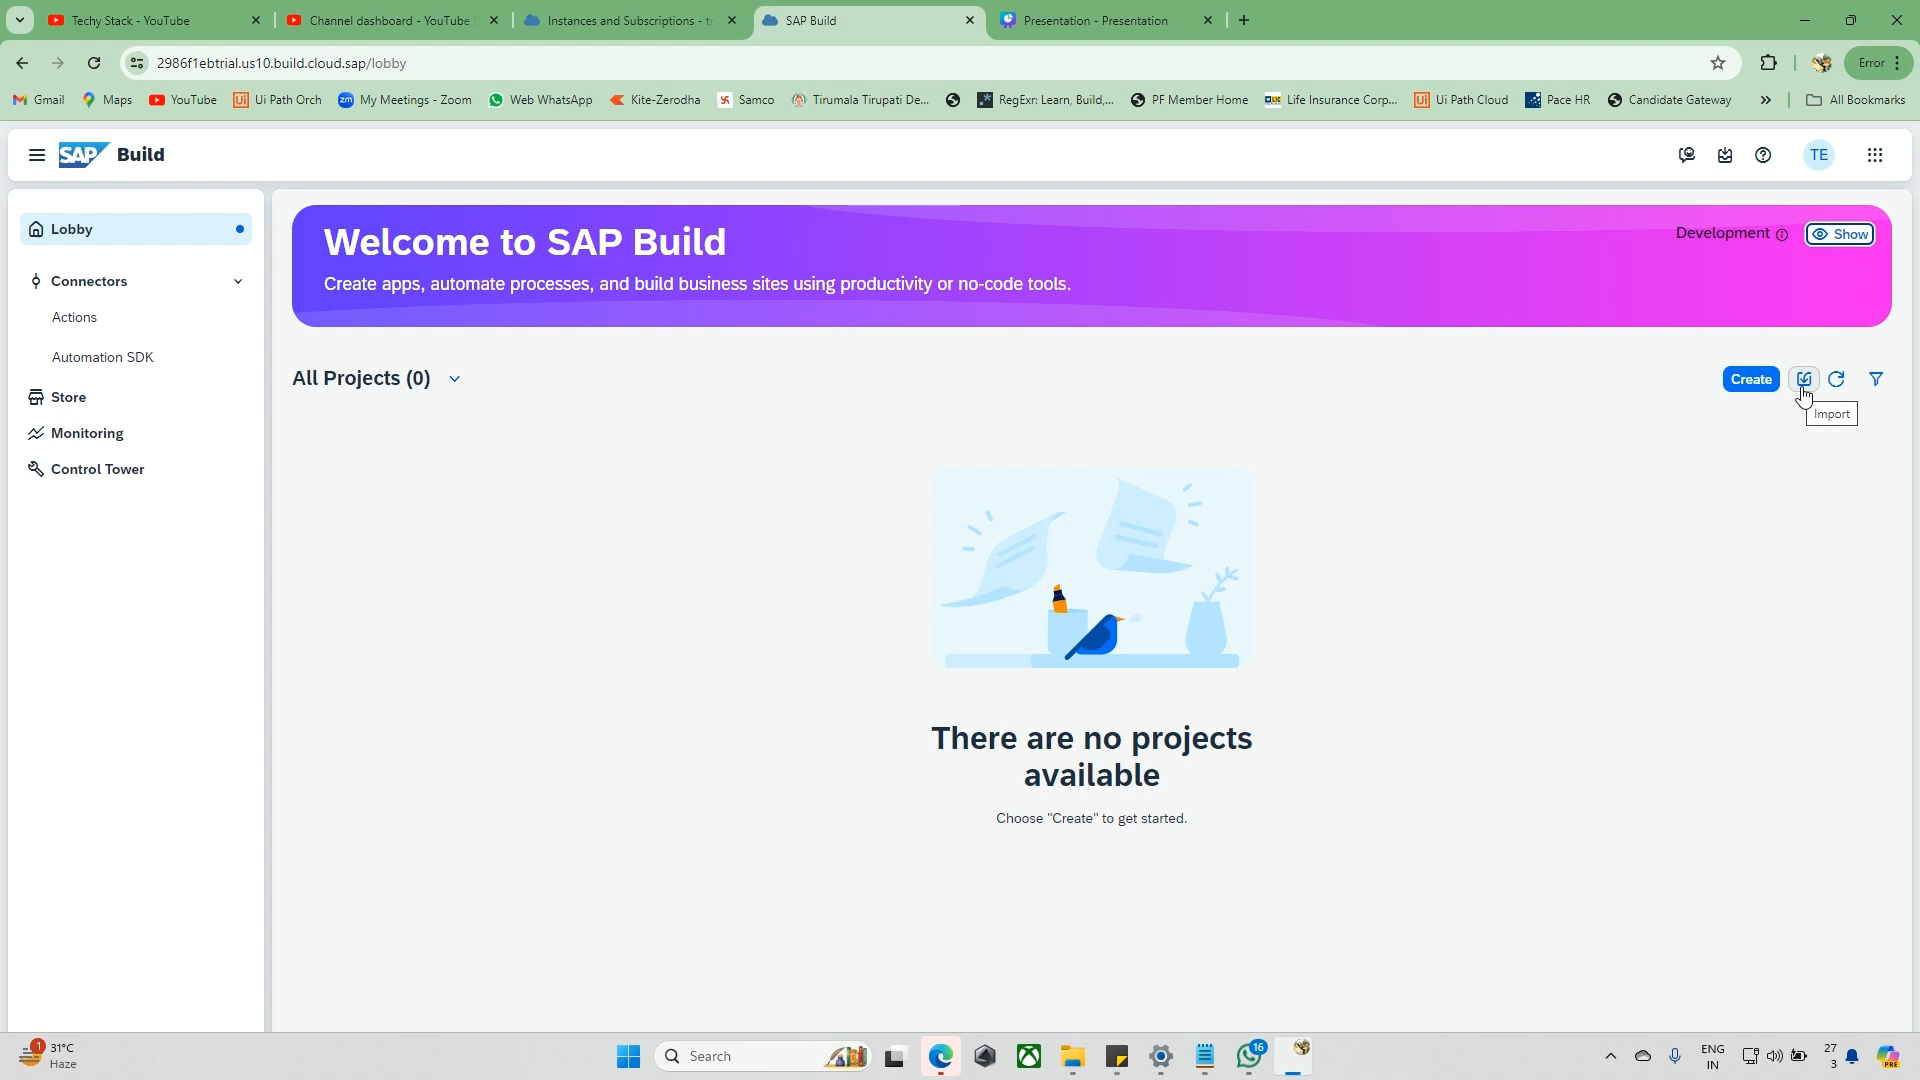 Techy Stack - YouTube
Channel dashboard - YouTube S
Instances and Subscriptions - tr
SAP Build
Presentation - Presentation
2986f1ebtrial.us10.build.cloud.sap/lobby
Error
Gmail
Maps
YouTube
Ui Path Orch
My Meetings - Zoom
Web WhatsApp
Kite-Zerodha
Samco
Tirumala Tirupati De...
RegExr: Learn, Build,...
PF Member Home
Life Insurance Corp...
Ui Path Cloud
Pace HR
Candidate Gateway
All Bookmarks
SAP Build
TE
Lobby
Connectors
Actions
Automation SDK
Store
Monitoring
Control Tower
Welcome to SAP Build
Create apps, automate processes, and build business sites using productivity or no-code tools.
Development
Show
All Projects (0)
Create
Import
There are no projects
available
Choose "Create" to get started.
1
31°C
Haze
Search
16
ENG
IN
27
3
PRE